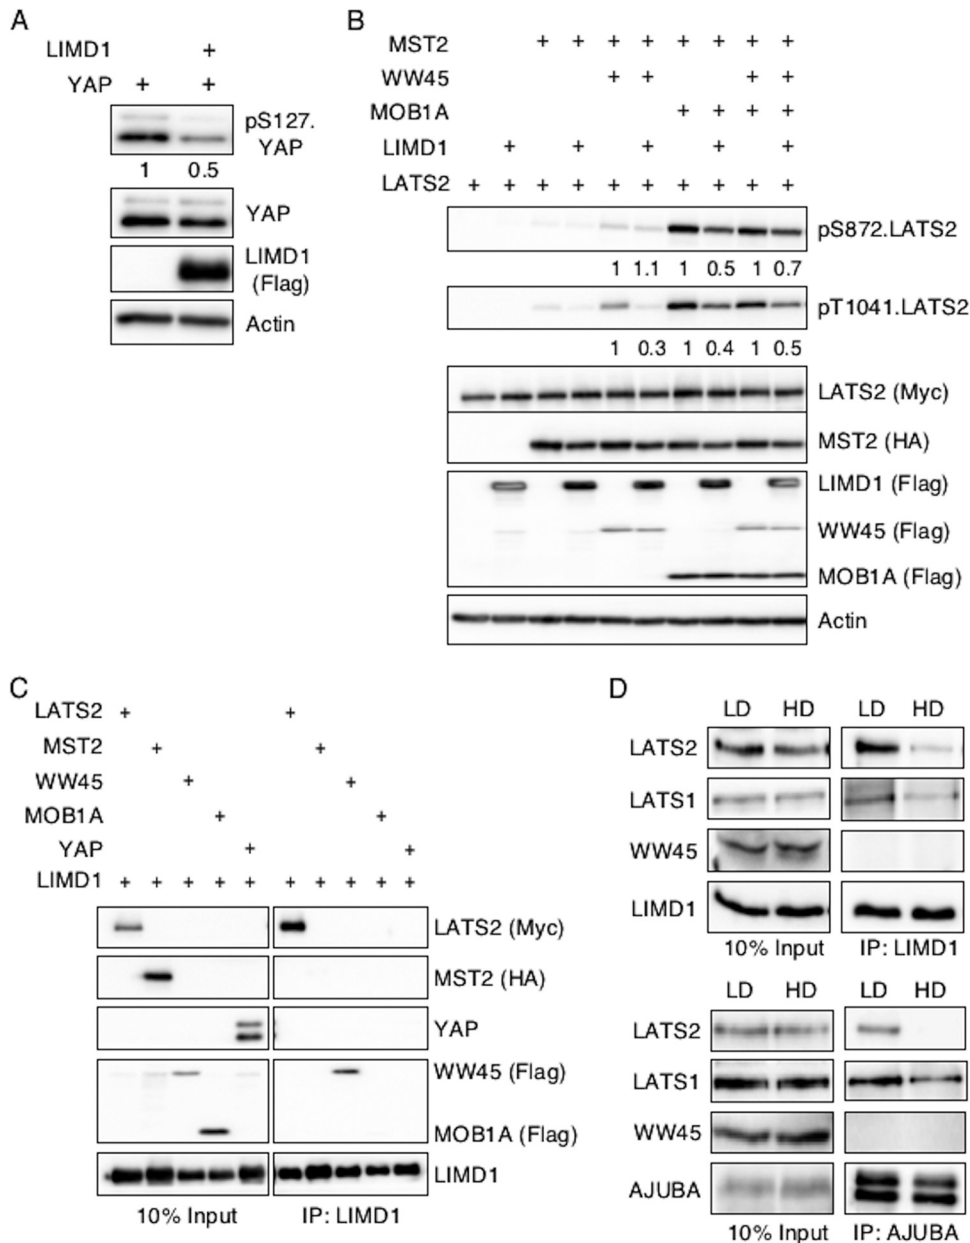 A
LIMD1 +
YAP + +
pS127.
YAP
1 0.5
YAP
LIMD1
(Flag)
Actin
B
MST2 + + + + + + + +
WW45 + + + +
MOB1A + + + +
LIMD1 + + + + +
LATS2 + + + + + + + + + +
pS872.LATS2
1 1.1 1 0.5 1 0.7
pT1041.LATS2
1 0.3 1 0.4 1 0.5
LATS2 (Myc)
MST2 (HA)
LIMD1 (Flag)
WW45 (Flag)
MOB1A (Flag)
Actin
C
LATS2 + +
MST2 + +
WW45 + +
MOB1A + +
YAP + +
LIMD1 + + + + + + + + + +
LATS2 (Myc)
MST2 (HA)
YAP
WW45 (Flag)
MOB1A (Flag)
LIMD1
10% Input IP: LIMD1
D
LD HD LD HD
LATS2
LATS1
WW45
LIMD1
10% Input IP: LIMD1
LD HD LD HD
LATS2
LATS1
WW45
AJUBA
10% Input IP: AJUBA